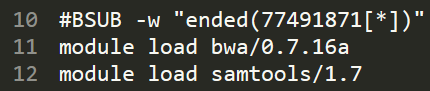 10 #BSUB -w "ended(77491871[*])"
11 module load bwa/0.7.16a
12 module load samtools/1.7